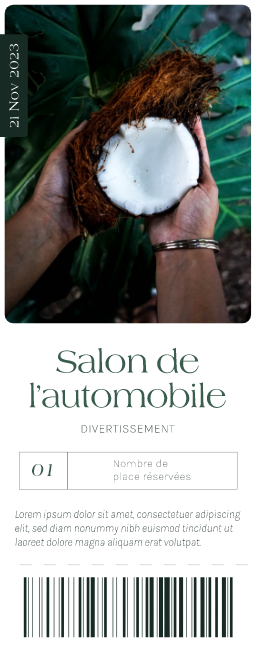 21 Nov 2023
Salon de
l'automobile
DIVERTISSEMENT
01
Nombre de
place réservées
Lorem ipsum dolor sit amet, consectetuer adipiscing
elit, sed diam nonummy nibh euismod tincidunt ut
laoreet dolore magna aliquam erat volutpat.